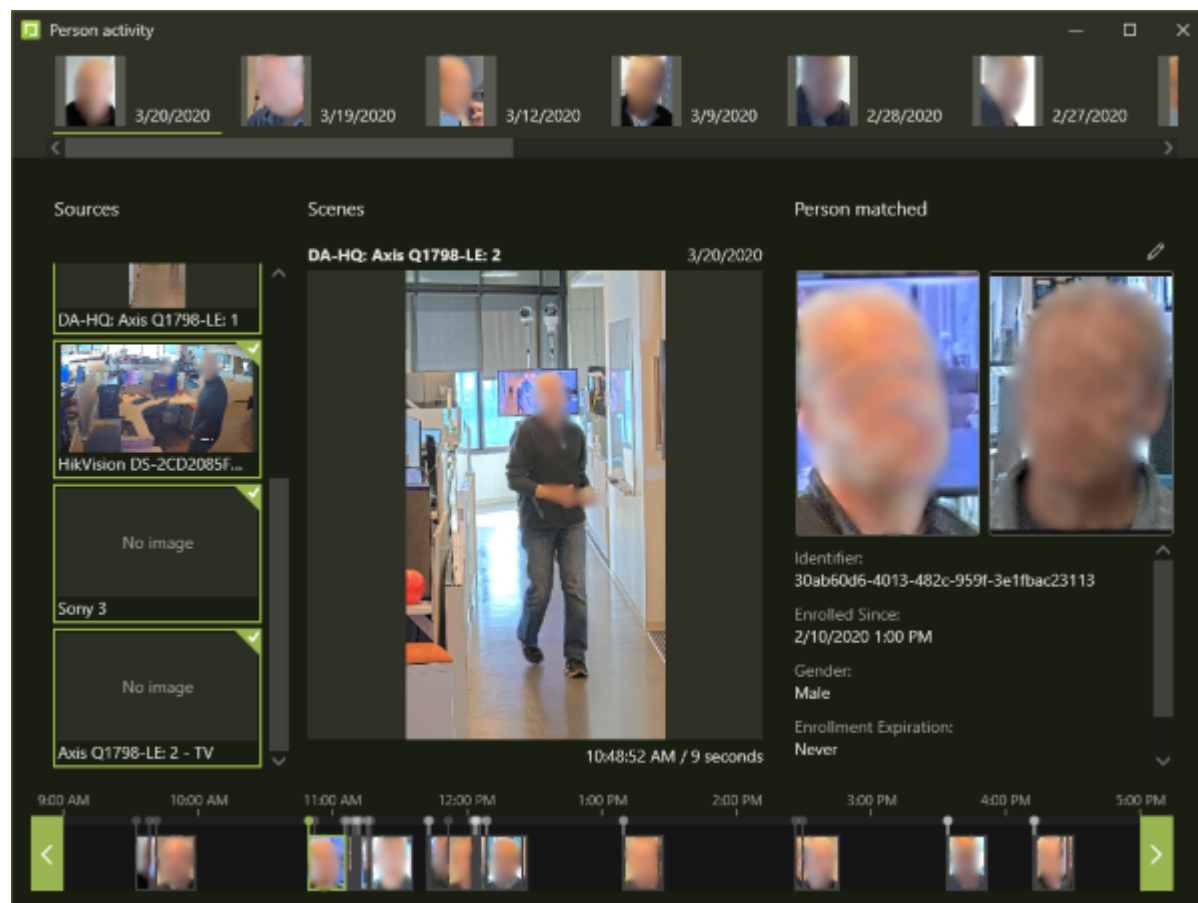 Person activity
3/20/2020
3/19/2020
3/12/2020
3/9/2020
2/28/2020
2/27/2020
Sources
Scenes
Person matched
DA-HQ: Axis Q1798-LE: 2
3/20/2020
DA-HQ: Axis Q1798-LE: 1
HikVision DS-2CD2085F...
No image
Sony 3
No image
Axis Q1798-LE: 2 - TV
10:48:52 AM / 9 seconds
Identifier:
30ab60d6-4013-482c-959f-3e1fbac23113
Enrolled Since:
2/10/2020 1:00 PM
Gender:
Male
Enrollment Expiration:
Never
9:00 AM
10:00 AM
11:00 AM
12:00 PM
1:00 PM
2:00 PM
3:00 PM
4:00 PM
5:00 PM